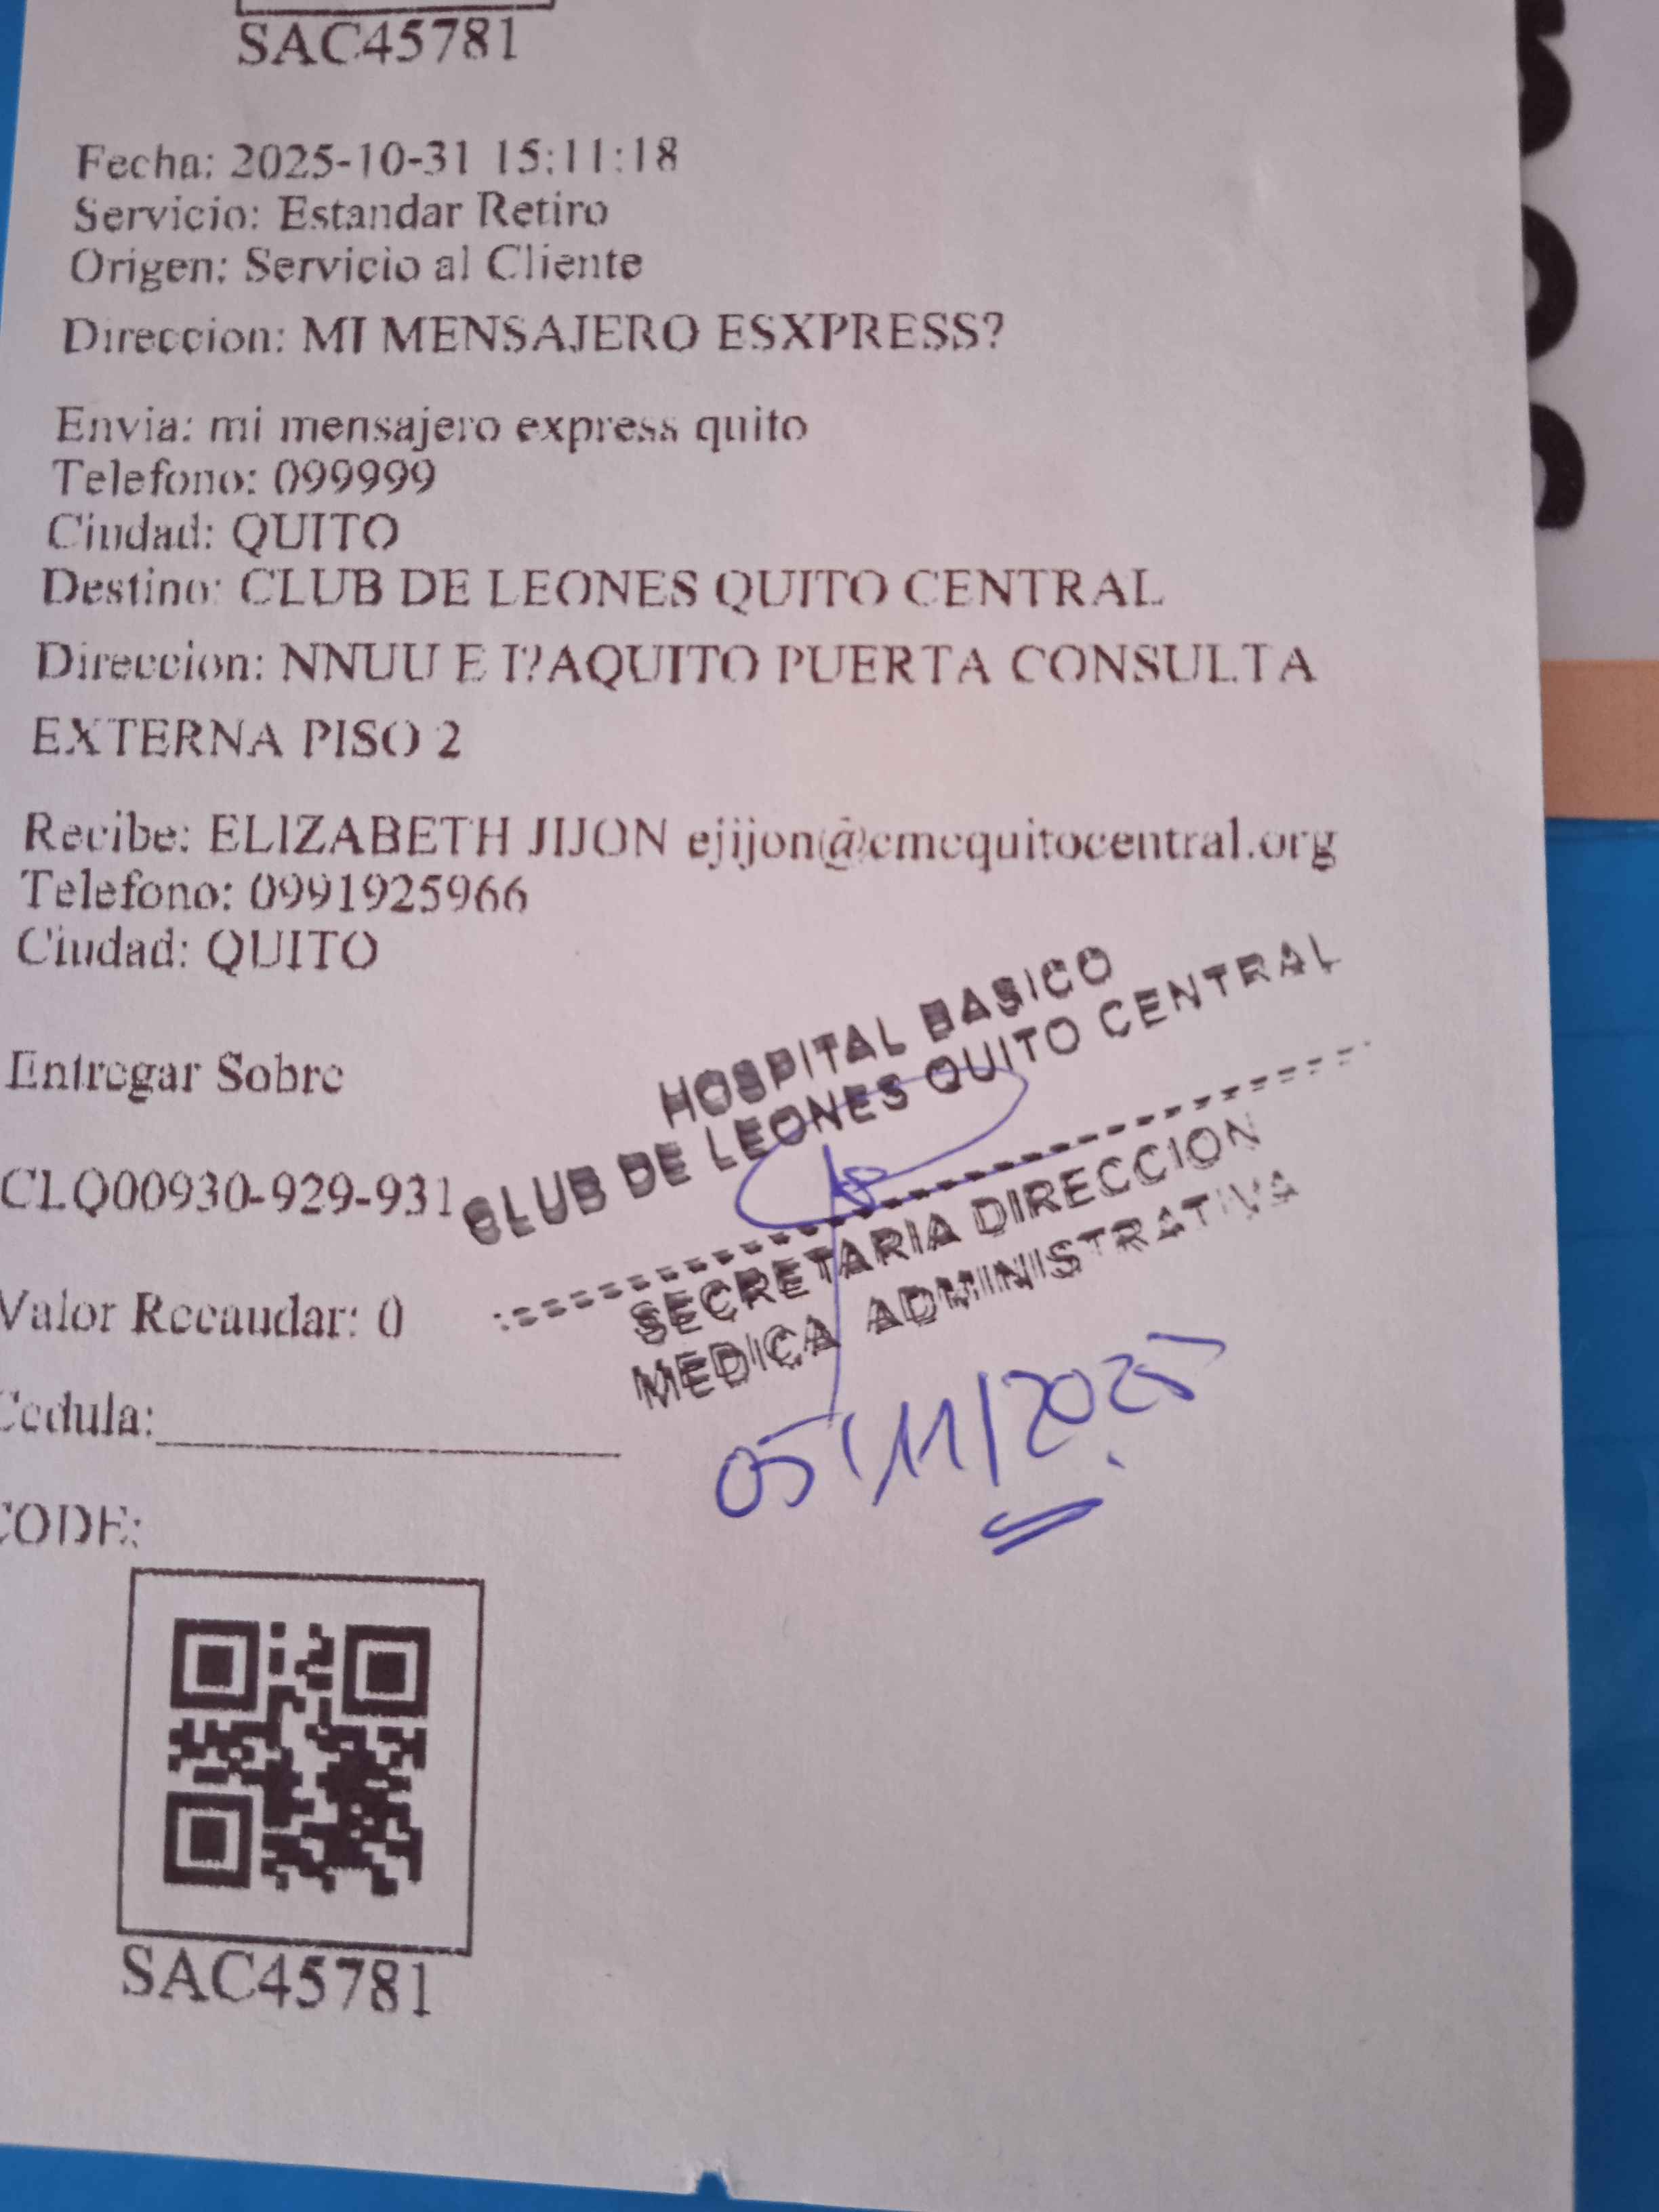 SAC45781
Fecha: 2025-10-31 15:11:18
Servicio: Estandar Retiro
Origen: Servicio al Cliente
Direccion: MI MENSAJERO ESXPRESS?
Envia: mi mensajero express quito
Telefono: 099999
Ciudad: QUITO
Destino: CLUB DE LEONES QUITO CENTRAL
Direccion: NNUU E I?AQUITO PUERTA CONSULTA
EXTERNA PISO 2
Recibe: ELIZABETH JIJON ejijon@cmcquitocentral.org
Telefono: 0991925966
Ciudad: QUITO
Entregar Sobre
CLQ00930-929-931
HOSPITAL BASICO
CLUB DE LEONES QUITO CENTRAL
SECRETARIA DIRECCION
MEDICA ADMINISTRATIVA
Valor Recaudar: 0
Cedula:
05/11/2025
CODE:
SAC45781